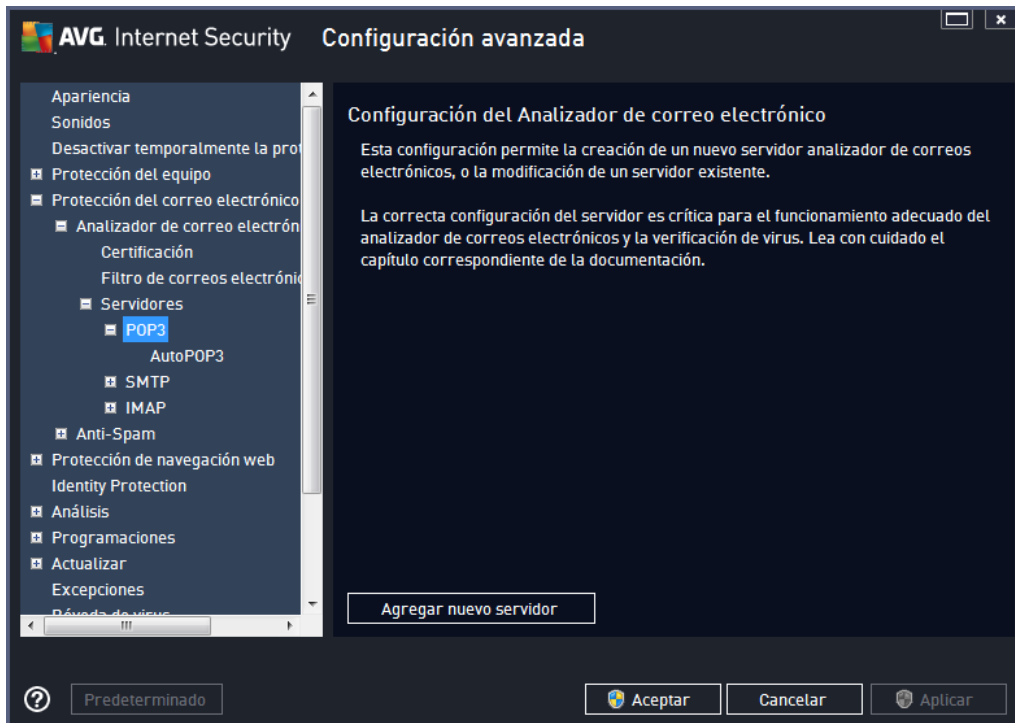 AVG. Internet Security Configuración avanzada
Apariencia
Sonidos
Desactivar temporalmente la prot
Protección del equipo
Protección del correo electrónico
Analizador de correo electrón
Certificación
Filtro de correos electrónic
Servidores
POP3
AutoPOP3
SMTP
IMAP
Anti-Spam
Protección de navegación web
Identity Protection
Análisis
Programaciones
Actualizar
Excepciones
Bóveda de virus
Configuración del Analizador de correo electrónico
Esta configuración permite la creación de un nuevo servidor analizador de correos
electrónicos, o la modificación de un servidor existente.
La correcta configuración del servidor es crítica para el funcionamiento adecuado del
analizador de correos electrónicos y la verificación de virus. Lea con cuidado el
capítulo correspondiente de la documentación.
Agregar nuevo servidor
Predeterminado
Aceptar
Cancelar
Aplicar